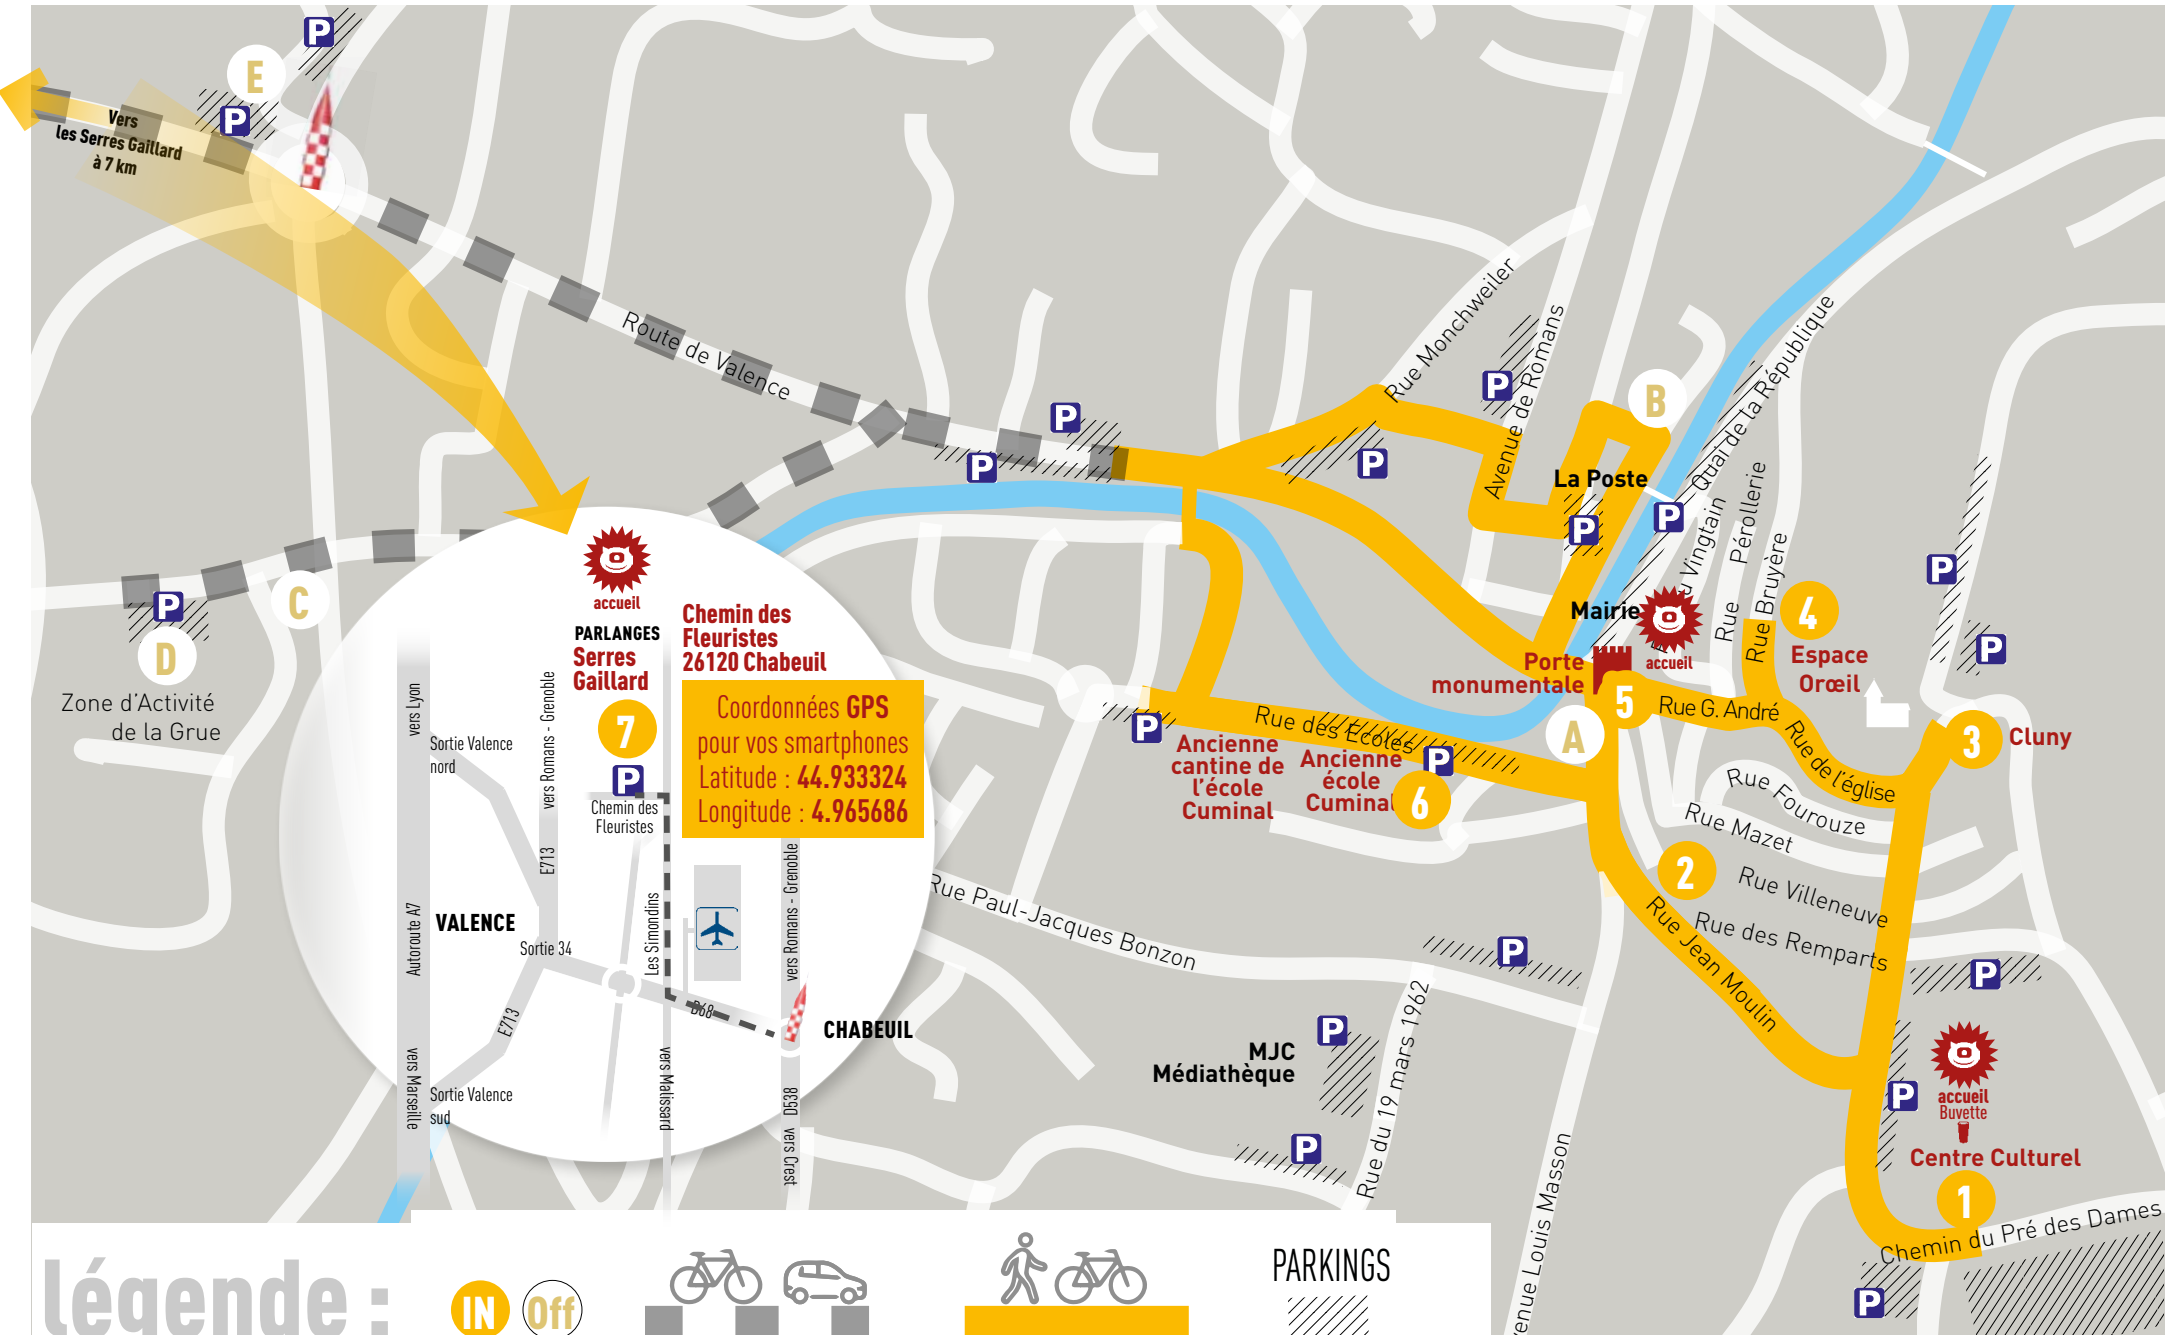 P
E
P
Vers
les Serres Gaillard
à 7 km
Route de Valence
Rue Monchweiler
Avenue de Romans
Quai de la République
P
P
P
P
B
La Poste
P
P
C
P
D
Zone d'Activité
de la Grue
accueil
PARLANGES
Serres
Gaillard
7
P
Chemin des
Fleuristes
Chemin des
Fleuristes
26120 Chabeuil
Coordonnées GPS
pour vos smartphones
Latitude : 44.933324
Longitude : 4.965686
vers Lyon
Sortie Valence
nord
vers Romans - Grenoble
E713
Autoroute A7
VALENCE
Sortie 34
Les Simondins
vers Romans - Grenoble
D68
CHABEUIL
E713
vers Marseille
Sortie Valence
sud
vers Malissard
D538
vers Crest
Mairie
accueil
Vingtain
Rue Pérollerie
Rue Bruyère
4
Espace
Orœil
P
P
Porte
monumentale
5
A
Rue G. André
Rue de l'église
3
Cluny
P
Rue des Ecoles
Ancienne
cantine de
l'école
Cuminal
Ancienne
école
Cuminal
P
6
Rue Fourouze
Rue Mazet
2
Rue Villeneuve
Rue des Remparts
Rue Jean Moulin
Rue Paul-Jacques Bonzon
P
P
MJC
Médiathèque
P
Rue du 19 mars 1962
P
P
accueil
Buvette
Centre Culturel
1
Chemin du Pré des Dames
P
enue Louis Masson
légende :
IN
Off
PARKINGS